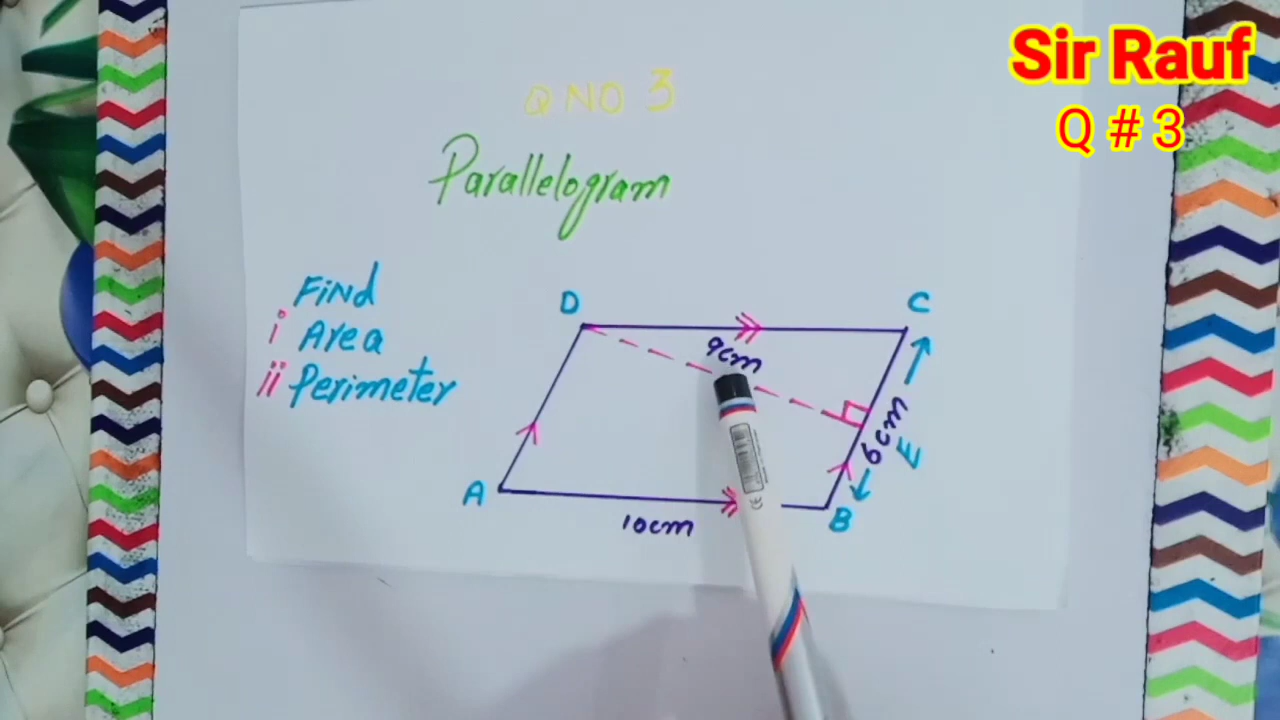 Sir Rauf
Q # 3
Q NO 3
Parallelogram
FiNd
i Area
ii Perimeter
D
C
9cm
6cm
E
A
B
10cm